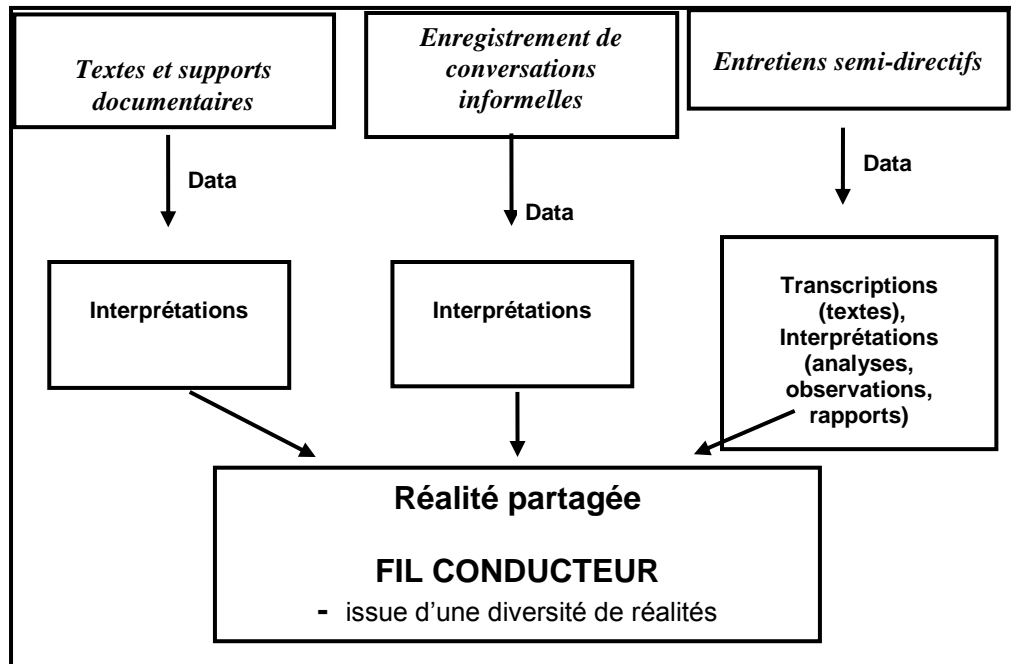 Textes et supports
documentaires
Enregistrement de
conversations
informelles
Entretiens semi-directifs
Data
Data
Data
Interprétations
Interprétations
Transcriptions
(textes),
Interprétations
(analyses,
observations,
rapports)
Réalité partagée
FIL CONDUCTEUR
- issue d’une diversité de réalités